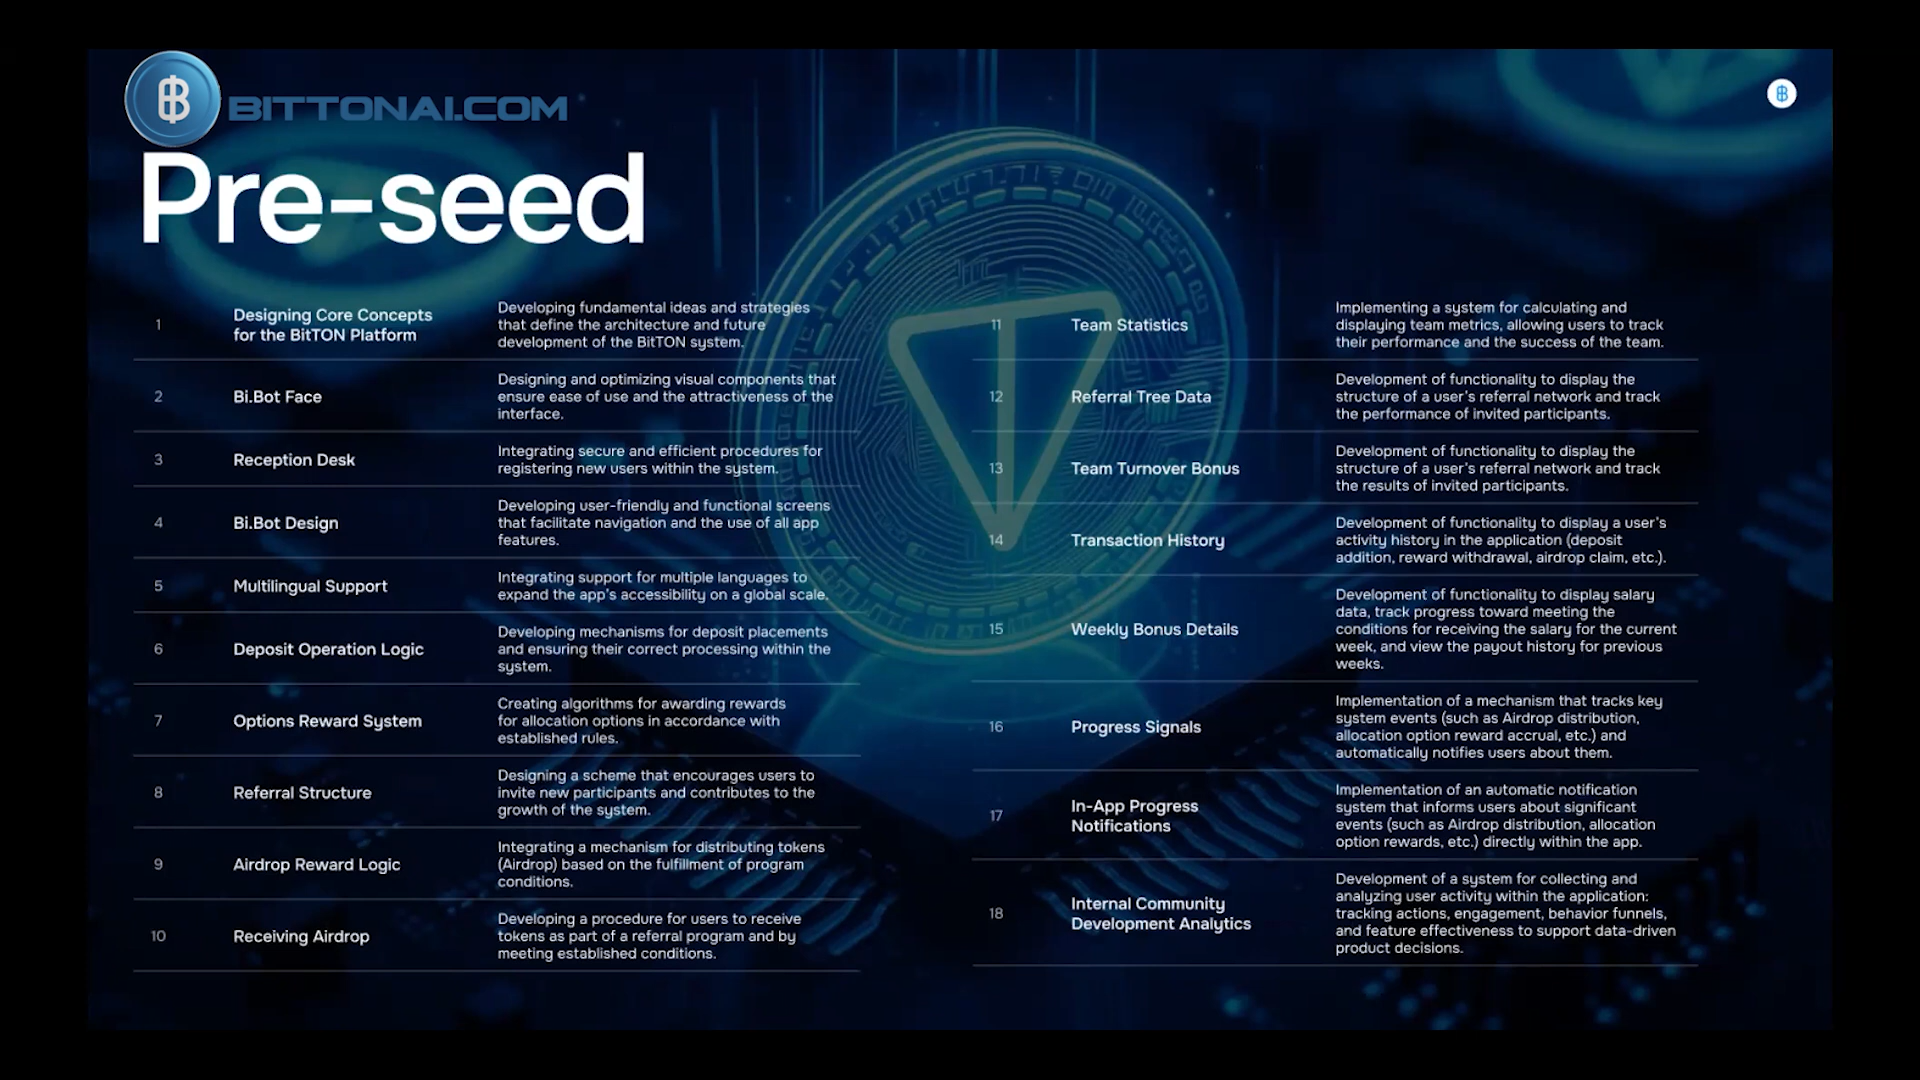 BITTONAI.COM
Pre-seed
1
Designing Core Concepts
for the BitTON Platform
Developing fundamental ideas and strategies
that define the architecture and future
development of the BitTON system.
2
Bi.Bot Face
Designing and optimizing visual components that
ensure ease of use and the attractiveness of the
interface.
3
Reception Desk
Integrating secure and efficient procedures for
registering new users within the system.
4
Bi.Bot Design
Developing user-friendly and functional screens
that facilitate navigation and the use of all app
features.
5
Multilingual Support
Integrating support for multiple languages to
expand the app's accessibility on a global scale.
6
Deposit Operation Logic
Developing mechanisms for deposit placements
and ensuring their correct processing within the
system.
7
Options Reward System
Creating algorithms for awarding rewards
for allocation options in accordance with
established rules.
8
Referral Structure
Designing a scheme that encourages users to
invite new participants and contributes to the
growth of the system.
9
Airdrop Reward Logic
Integrating a mechanism for distributing tokens
(Airdrop) based on the fulfillment of program
conditions.
10
Receiving Airdrop
Developing a procedure for users to receive
tokens as part of a referral program and by
meeting established conditions.
11
Team Statistics
Implementing a system for calculating and
displaying team metrics, allowing users to track
their performance and the success of the team.
12
Referral Tree Data
Development of functionality to display the
structure of a user's referral network and track
the performance of invited participants.
13
Team Turnover Bonus
Development of functionality to display the
structure of a user's referral network and track
the results of invited participants.
14
Transaction History
Development of functionality to display a user's
activity history in the application (deposit
addition, reward withdrawal, airdrop claim, etc.).
15
Weekly Bonus Details
Development of functionality to display salary
data, track progress toward meeting the
conditions for receiving the salary for the current
week, and view the payout history for previous
weeks.
16
Progress Signals
Implementation of a mechanism that tracks key
system events (such as Airdrop distribution,
allocation option reward accrual, etc.) and
automatically notifies users about them.
17
In-App Progress
Notifications
Implementation of an automatic notification
system that informs users about significant
events (such as Airdrop distribution, allocation
option rewards, etc.) directly within the app.
18
Internal Community
Development Analytics
Development of a system for collecting and
analyzing user activity within the application:
tracking actions, engagement, behavior funnels,
and feature effectiveness to support data-driven
product decisions.